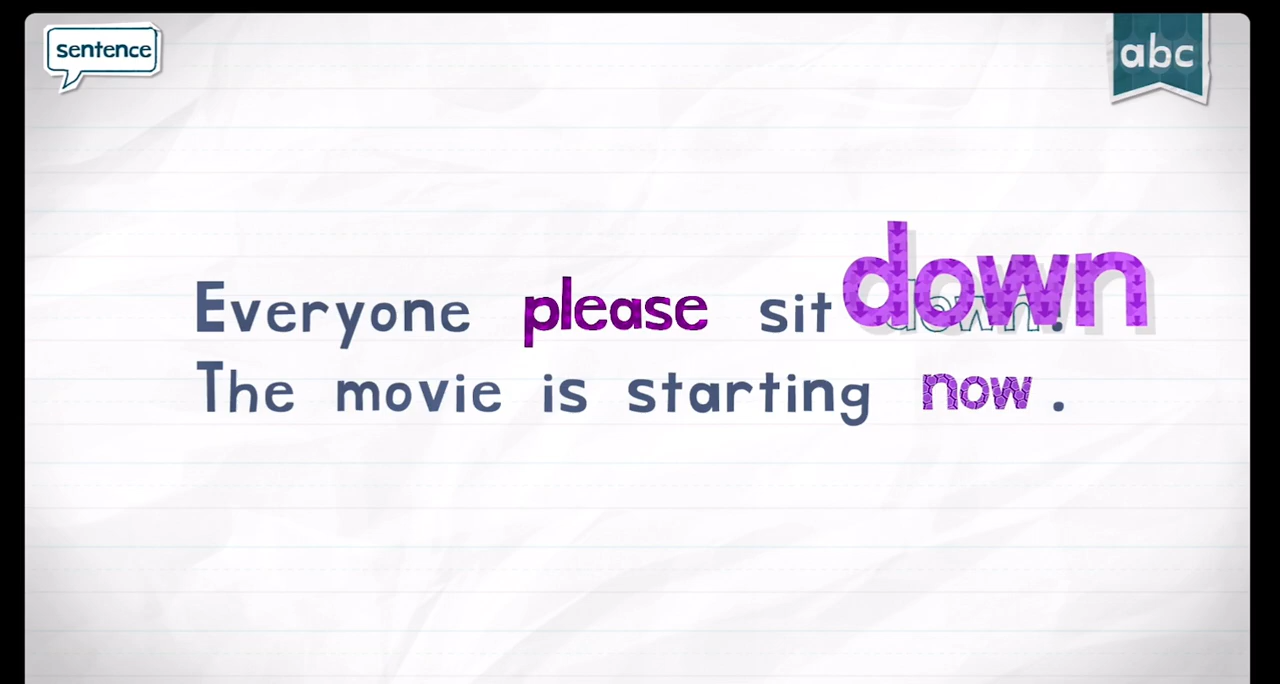 sentence
abc
Everyone please sit down.
The movie is starting now.